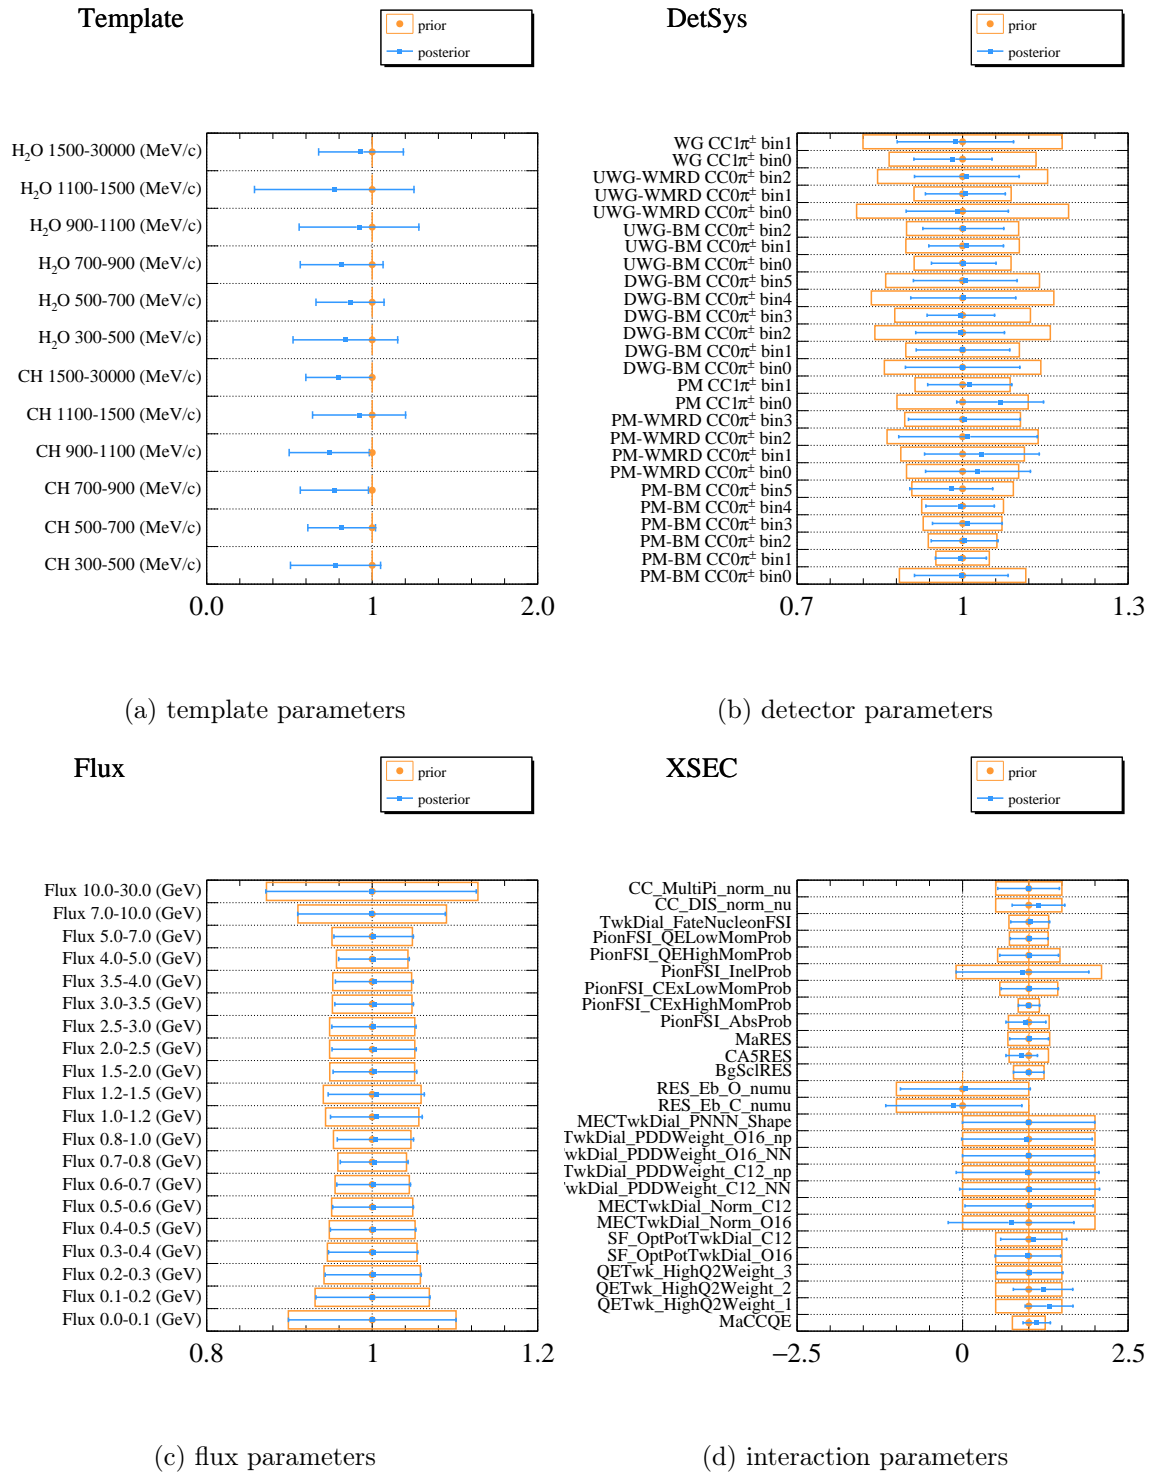 Template
prior
posterior
H₂O 1500-30000 (MeV/c)
H₂O 1100-1500 (MeV/c)
H₂O 900-1100 (MeV/c)
H₂O 700-900 (MeV/c)
H₂O 500-700 (MeV/c)
H₂O 300-500 (MeV/c)
CH 1500-30000 (MeV/c)
CH 1100-1500 (MeV/c)
CH 900-1100 (MeV/c)
CH 700-900 (MeV/c)
CH 500-700 (MeV/c)
CH 300-500 (MeV/c)
0.0 1 2.0
(a) template parameters
DetSys
prior
posterior
WG CC1π± bin1
WG CC1π± bin0
UWG-WMRD CC0π± bin2
UWG-WMRD CC0π± bin1
UWG-WMRD CC0π± bin0
UWG-BM CC0π± bin2
UWG-BM CC0π± bin1
UWG-BM CC0π± bin0
DWG-BM CC0π± bin5
DWG-BM CC0π± bin4
DWG-BM CC0π± bin3
DWG-BM CC0π± bin2
DWG-BM CC0π± bin1
DWG-BM CC0π± bin0
PM CC1π± bin1
PM CC1π± bin0
PM-WMRD CC0π± bin3
PM-WMRD CC0π± bin2
PM-WMRD CC0π± bin1
PM-WMRD CC0π± bin0
PM-BM CC0π± bin5
PM-BM CC0π± bin4
PM-BM CC0π± bin3
PM-BM CC0π± bin2
PM-BM CC0π± bin1
PM-BM CC0π± bin0
0.7 1 1.3
(b) detector parameters
Flux
prior
posterior
Flux 10.0-30.0 (GeV)
Flux 7.0-10.0 (GeV)
Flux 5.0-7.0 (GeV)
Flux 4.0-5.0 (GeV)
Flux 3.5-4.0 (GeV)
Flux 3.0-3.5 (GeV)
Flux 2.5-3.0 (GeV)
Flux 2.0-2.5 (GeV)
Flux 1.5-2.0 (GeV)
Flux 1.2-1.5 (GeV)
Flux 1.0-1.2 (GeV)
Flux 0.8-1.0 (GeV)
Flux 0.7-0.8 (GeV)
Flux 0.6-0.7 (GeV)
Flux 0.5-0.6 (GeV)
Flux 0.4-0.5 (GeV)
Flux 0.3-0.4 (GeV)
Flux 0.2-0.3 (GeV)
Flux 0.1-0.2 (GeV)
Flux 0.0-0.1 (GeV)
0.8 1 1.2
(c) flux parameters
XSEC
prior
posterior
CC_MultiPi_norm_nu
CC_DIS_norm_nu
TwkDial_FateNucleonFSI
PionFSI_QELowMomProb
PionFSI_QEHighMomProb
PionFSI_InelProb
PionFSI_CExLowMomProb
PionFSI_CExHighMomProb
PionFSI_AbsProb
MaRES
CA5RES
BgSclRES
RES_Eb_O_numu
RES_Eb_C_numu
MECTwkDial_PNNN_Shape
TwkDial_PDDWeight_O16_np
wkDial_PDDWeight_O16_NN
TwkDial_PDDWeight_C12_np
wkDial_PDDWeight_C12_NN
MECTwkDial_Norm_C12
MECTwkDial_Norm_O16
SF_OptPotTwkDial_C12
SF_OptPotTwkDial_O16
QETwk_HighQ2Weight_3
QETwk_HighQ2Weight_2
QETwk_HighQ2Weight_1
MaCCQE
−2.5 0 2.5
(d) interaction parameters